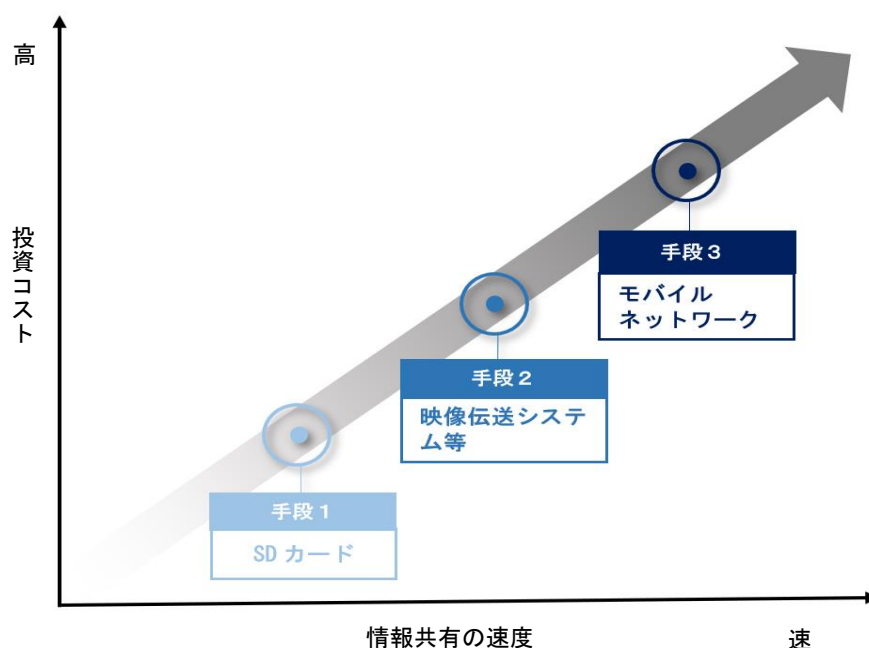 高
投資コスト
手段３
モバイル
ネットワーク
手段２
映像伝送システ
ム等
手段１
SD カード
情報共有の速度
速